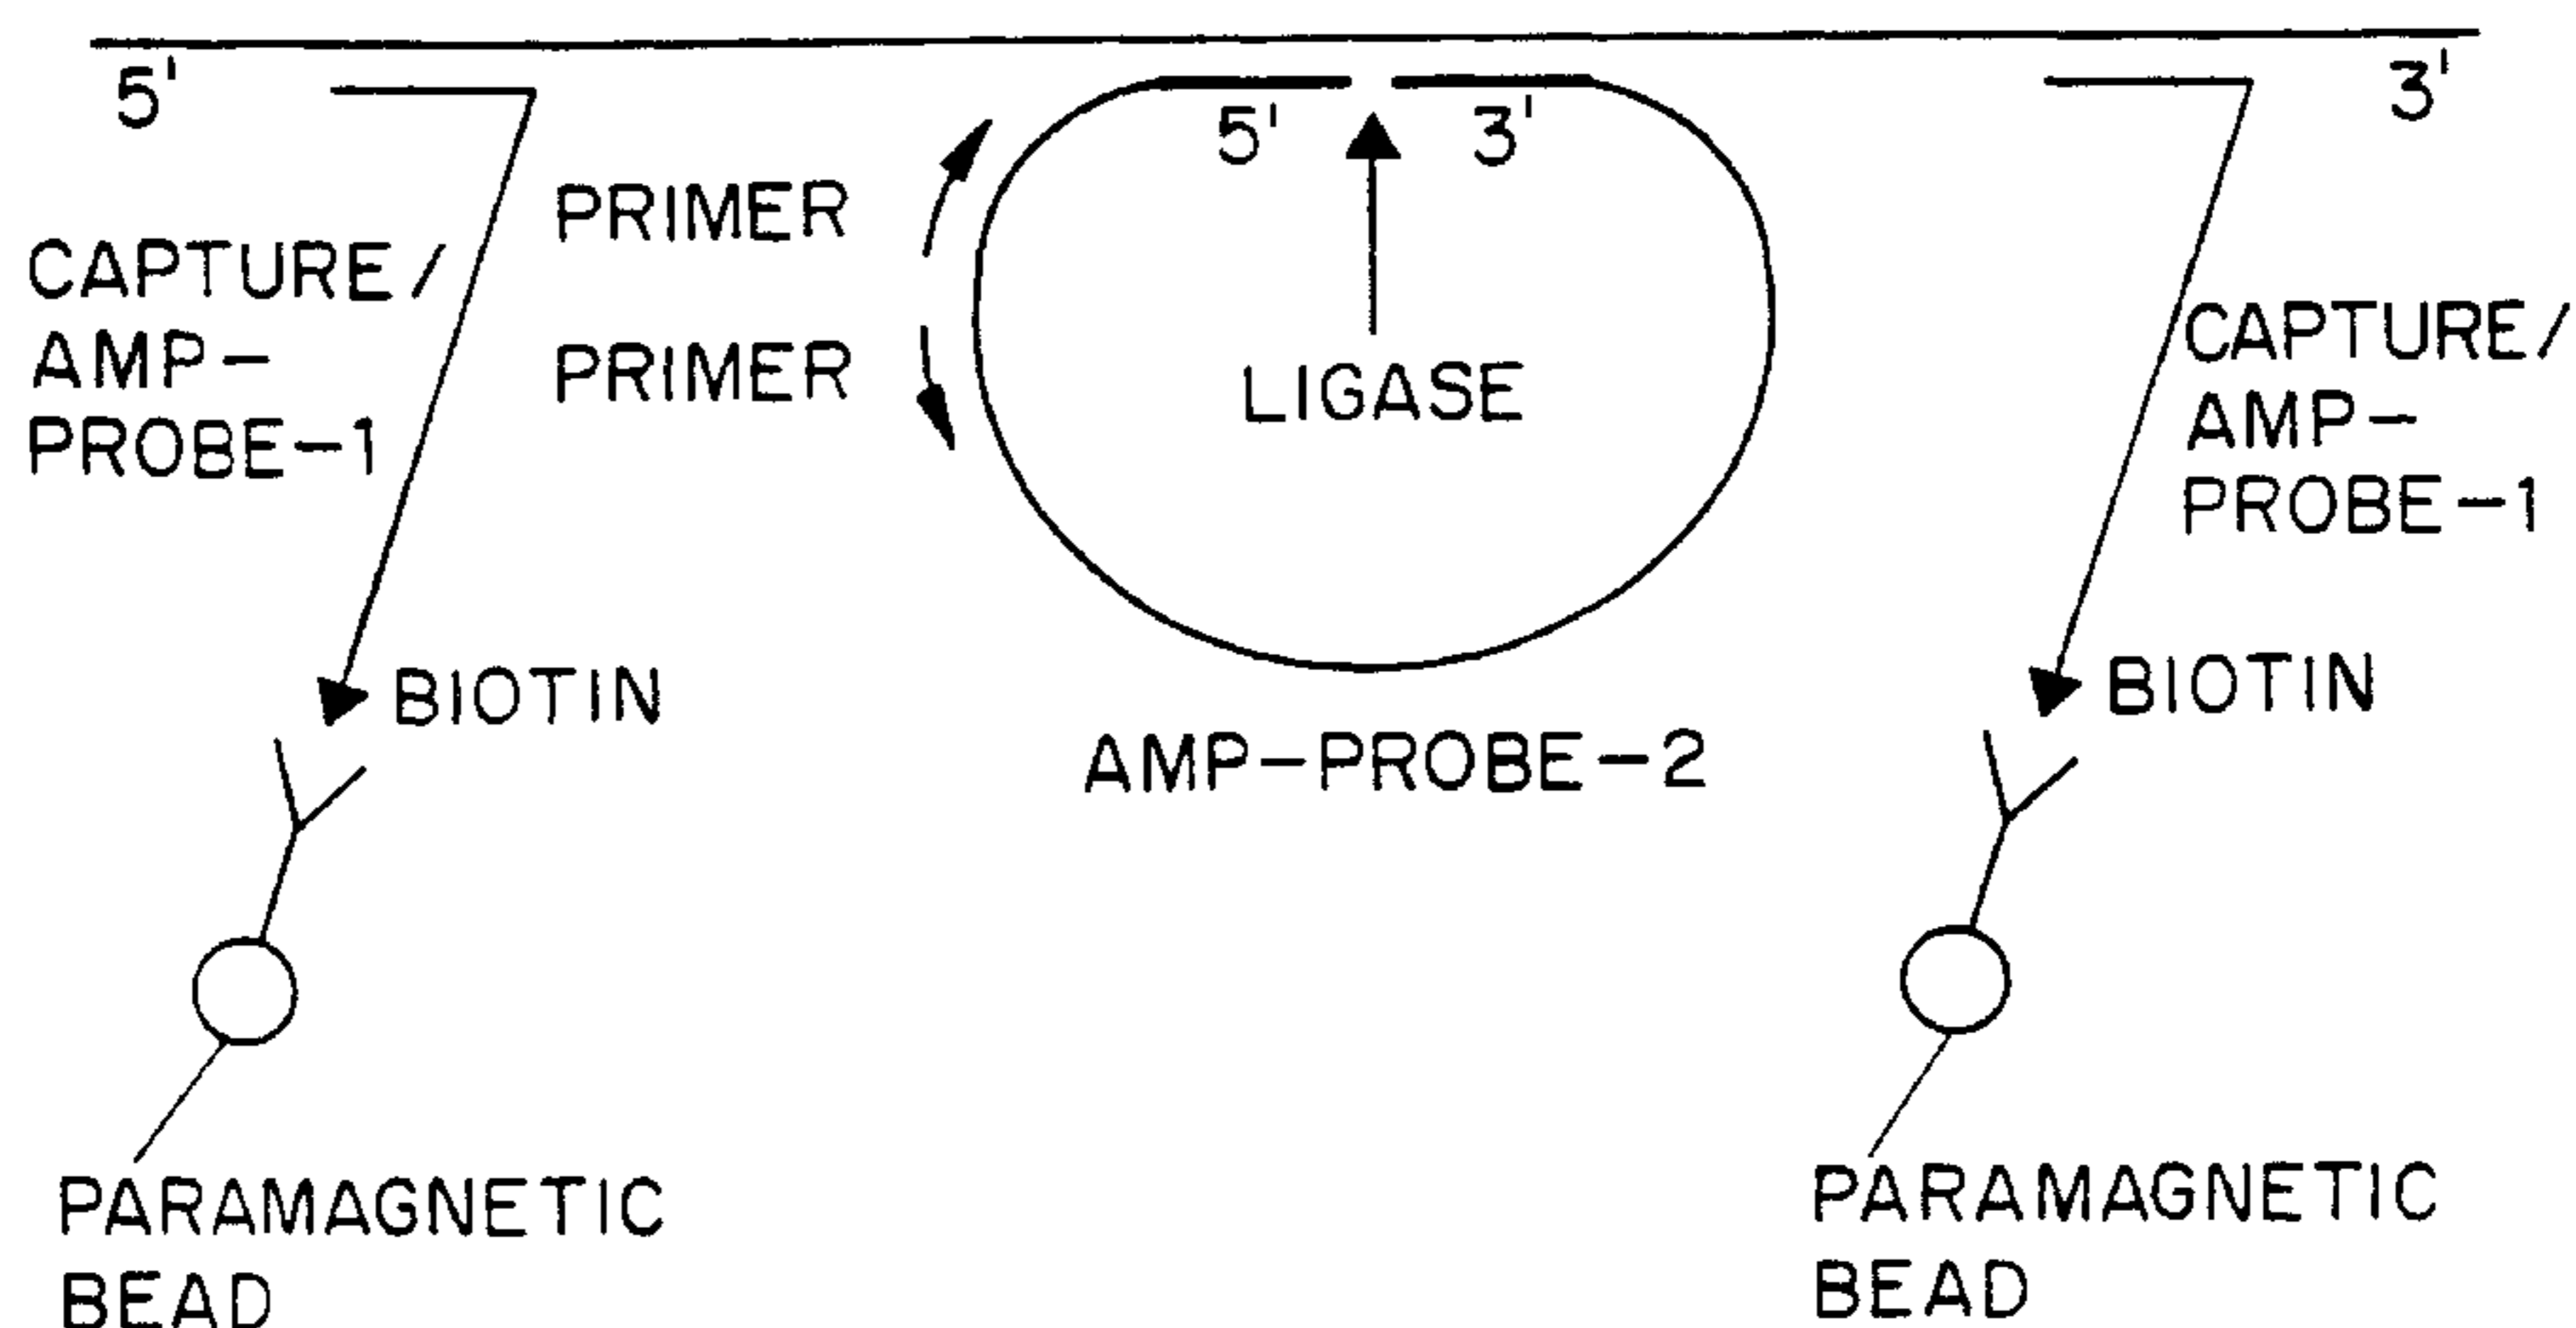 5'
3'
5'
3'
CAPTURE/
AMP-
PROBE-1
PRIMER
PRIMER
LIGASE
CAPTURE/
AMP-
PROBE-1
BIOTIN
AMP-PROBE-2
BIOTIN
PARAMAGNETIC
BEAD
PARAMAGNETIC
BEAD